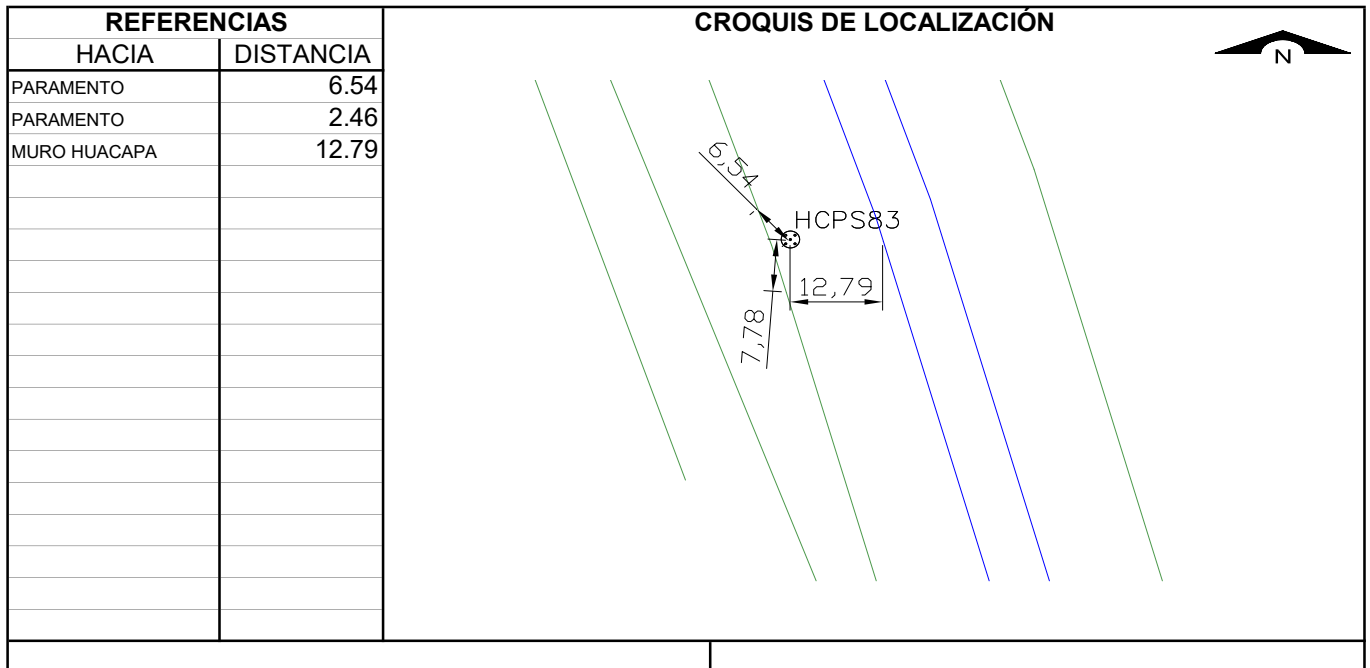 REFERENCIAS
HACIA DISTANCIA
PARAMENTO 6.54
PARAMENTO 2.46
MURO HUACAPA 12.79
CROQUIS DE LOCALIZACIÓN
N
6,54
HCPS83
12,79
7,78